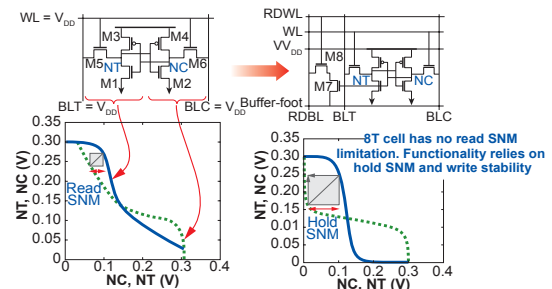 WL = VDD
M3
M4
M5
NT
NC
M6
M1
M2
BLT = VDD
BLC = VDD
RDWL
WL
VVDD
M8
M7
NT
NC
Buffer-foot
RDBL
BLT
BLC
NT, NC (V)
0.35
0.30
0.25
0.20
0.15
0.10
0.05
0
Read
SNM
0
0.1
0.2
0.3
0.4
NC, NT (V)
8T cell has no read SNM
limitation. Functionality relies on
hold SNM and write stability
NT, NC (V)
0.35
0.30
0.25
0.20
0.15
0.10
0.05
0
Hold
SNM
0
0.1
0.2
0.3
0.4
NC, NT (V)